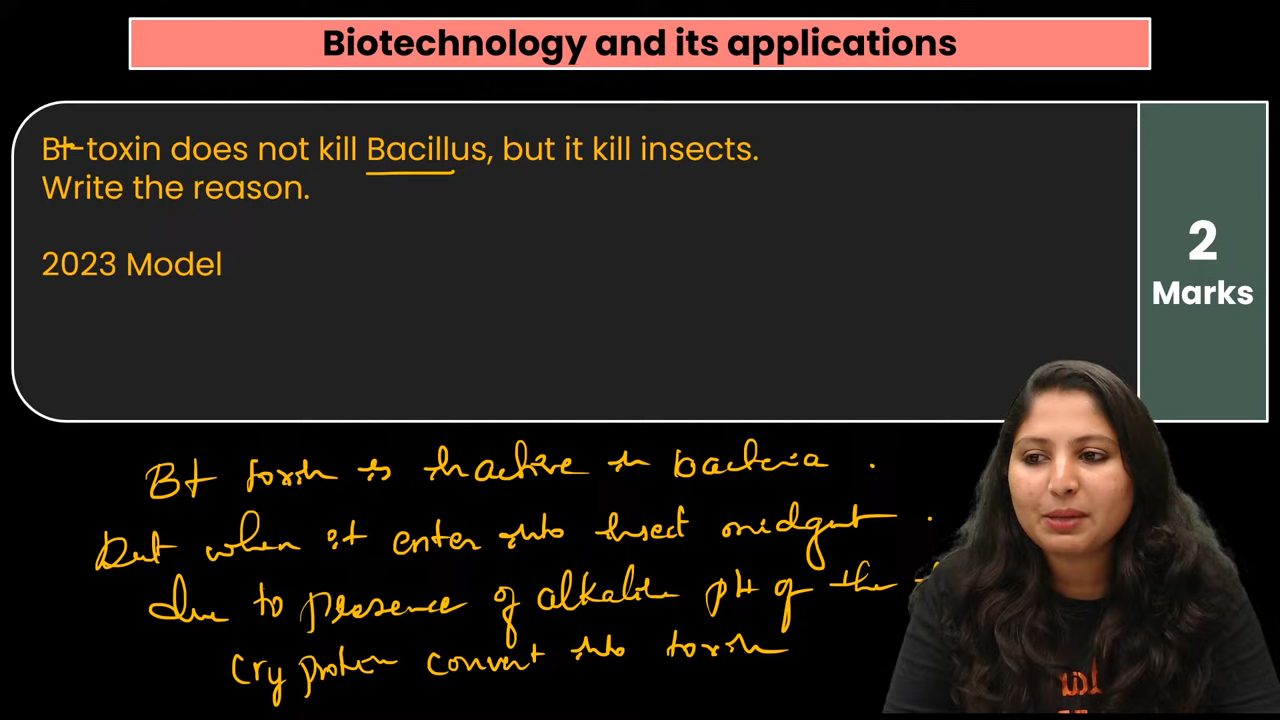 Biotechnology and its applications
Bt-toxin does not kill Bacillus, but it kill insects.
Write the reason.
2023 Model
2
Marks
Bt toxin is inactive in bacteria .
But when it enter into insect midgut .
due to presence of alkaline pH of the
Cry protein convert into toxin